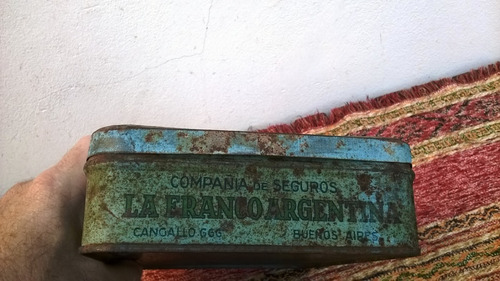 COMPAÑIA DE SEGUROS
LA FRANCO ARGENTINA
CANGALLO 666 BUENOS AIRES